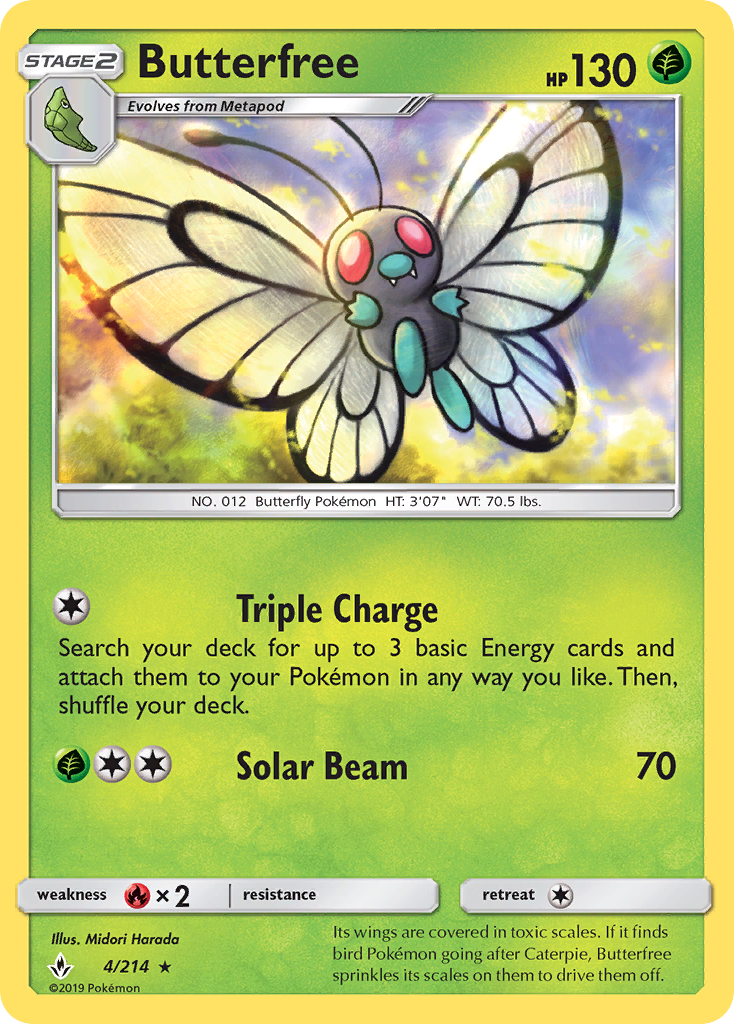 STAGE2 Butterfree HP 130
Evolves from Metapod
NO. 012 Butterfly Pokémon HT: 3'07" WT: 70.5 lbs.
Triple Charge
Search your deck for up to 3 basic Energy cards and
attach them to your Pokémon in any way you like. Then,
shuffle your deck.
Solar Beam 70
weakness × 2 resistance retreat
Illus. Midori Harada
4/214 ★
©2019 Pokémon
Its wings are covered in toxic scales. If it finds
bird Pokémon going after Caterpie, Butterfree
sprinkles its scales on them to drive them off.